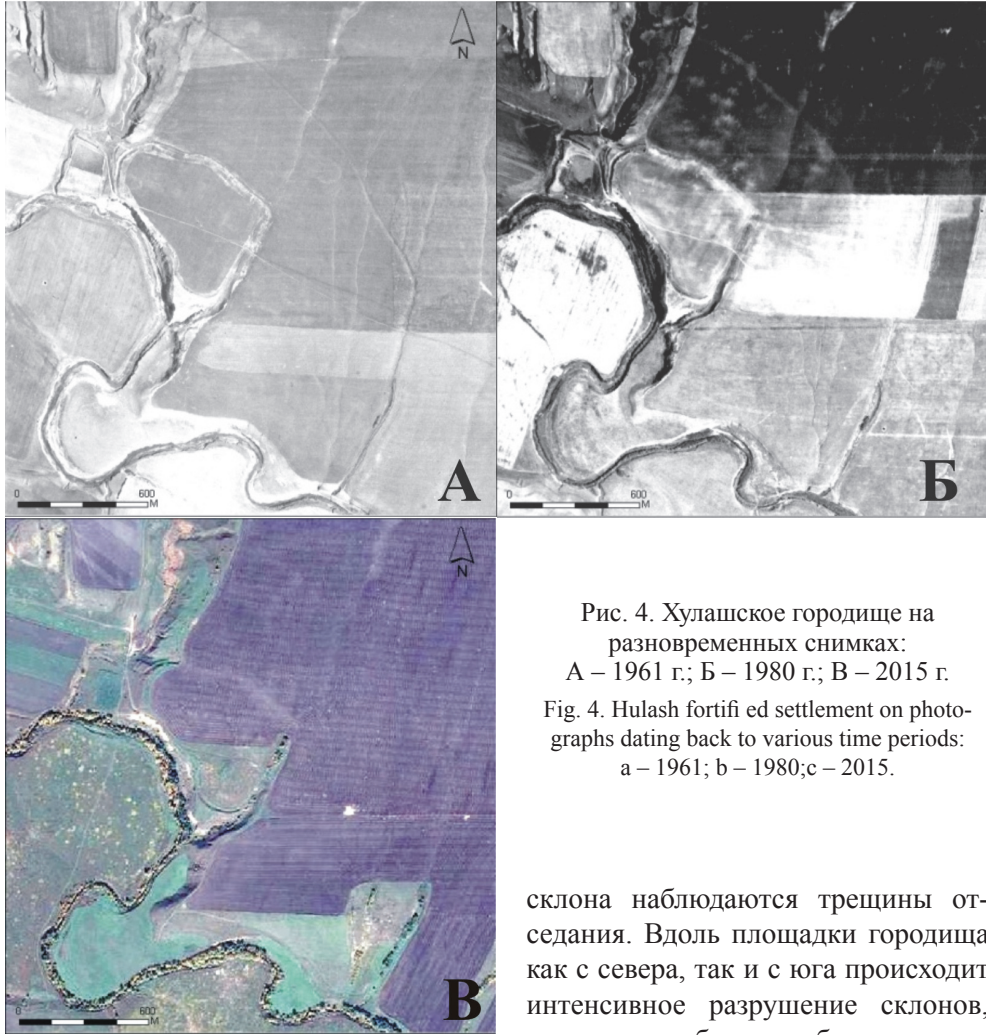 N
0 600
М
А
0 600
М
Б
N
0 600
М
В
Рис. 4. Хулашское городище на
разновременных снимках:
А – 1961 г.; Б – 1980 г.; В – 2015 г.
Fig. 4. Hulash fortifi ed settlement on photo-
graphs dating back to various time periods:
a – 1961; b – 1980;c – 2015.
склона наблюдаются трещины от-
седания. Вдоль площадки городища
как с севера, так и с юга происходит
интенсивное разрушение склонов,